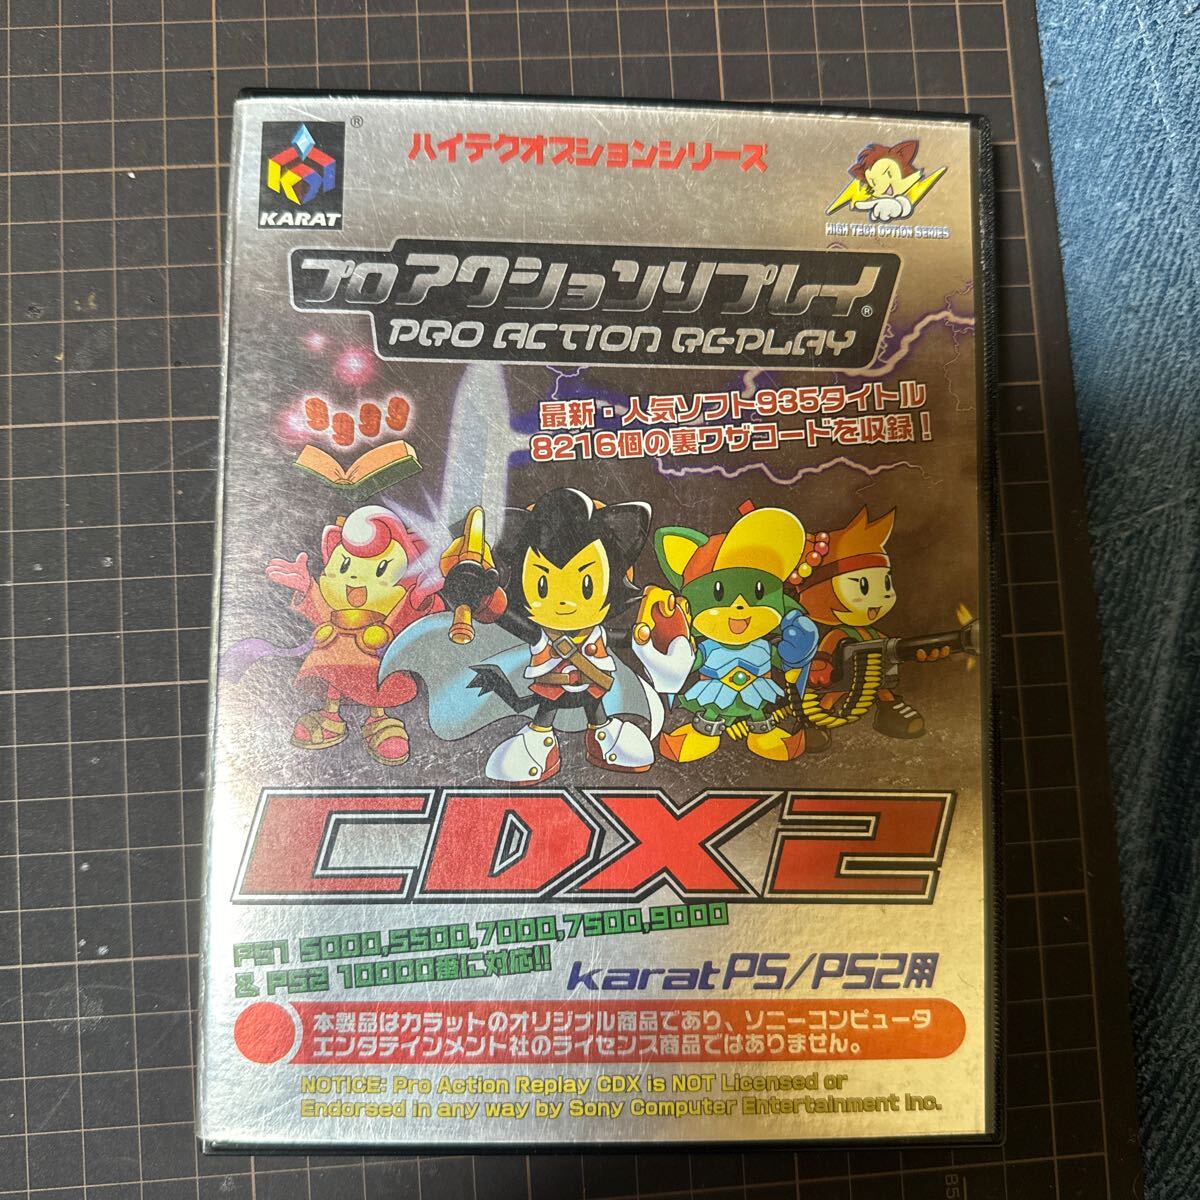 KARAT
®
ハイテクオプションシリーズ
HIGH TECH OPTION SERIES
プロアクションリプレイ®
PRO ACTION REPLAY
9999
最新・人気ソフト935タイトル
8216個の裏ワザコードを収録!
CDX2
PS1 5000,5500,7000,7500,9000
& PS2 10000番に対応!!
karat PS/PS2用
本製品はカラットのオリジナル商品であり、ソニーコンピュータ
エンタテインメント社のライセンス商品ではありません。
NOTICE: Pro Action Replay CDX is NOT Licensed or
Endorsed in any way by Sony Computer Entertainment Inc.